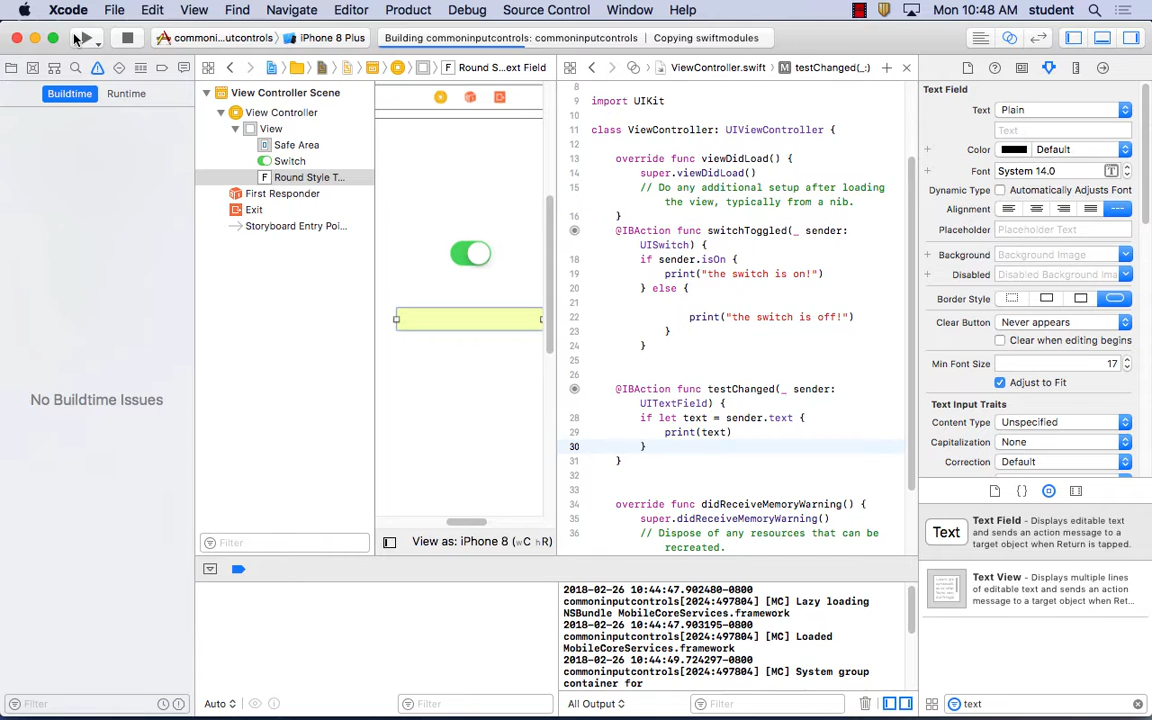 Xcode File Edit View Find Navigate Editor Product Debug Source Control Window Help Mon 10:48 AM student
commoni...utcontrols iPhone 8 Plus Building commoninputcontrols: commoninputcontrols Copying swiftmodules
Round S...ext Field ViewController.swift M testChanged(_:)
Buildtime Runtime
No Buildtime Issues
Filter
View Controller Scene
View Controller
View
Safe Area
Switch
F Round Style T...
First Responder
Exit
Storyboard Entry Poi...
Filter
View as: iPhone 8 (wC hR)
8
9 import UIKit
10
11 class ViewController: UIViewController {
12
13 override func viewDidLoad() {
14 super.viewDidLoad()
15 // Do any additional setup after loading
the view, typically from a nib.
16 }
@IBAction func switchToggled(_ sender:
UISwitch) {
18 if sender.isOn {
19 print("the switch is on!")
20 } else {
21
22 print("the switch is off!")
23 }
24 }
25
26
@IBAction func testChanged(_ sender:
UITextField) {
28 if let text = sender.text {
29 print(text)
30 }
31 }
32
33
34 override func didReceiveMemoryWarning() {
35 super.didReceiveMemoryWarning()
36 // Dispose of any resources that can be
recreated.
Auto
Filter
2018-02-26 10:44:47.902480-0800
commoninputcontrols[2024:497804] [MC] Lazy loading
NSBundle MobileCoreServices.framework
2018-02-26 10:44:47.903195-0800
commoninputcontrols[2024:497804] [MC] Loaded
MobileCoreServices.framework
2018-02-26 10:44:49.724297-0800
commoninputcontrols[2024:497804] [MC] System group
container for
All Output
Filter
Text Field
Text Plain
Text
Color Default
Font System 14.0 T
Dynamic Type Automatically Adjusts Font
Alignment
Placeholder Placeholder Text
Background Background Image
Disabled Disabled Background Ima
Border Style
Clear Button Never appears
Clear when editing begins
Min Font Size 17
Adjust to Fit
Text Input Traits
Content Type Unspecified
Capitalization None
Correction Default
Text
Text Field - Displays editable text
and sends an action message to a
target object when Return is tapped.
Text View - Displays multiple lines
of editable text and sends an action
message to a target object when Ret...
text